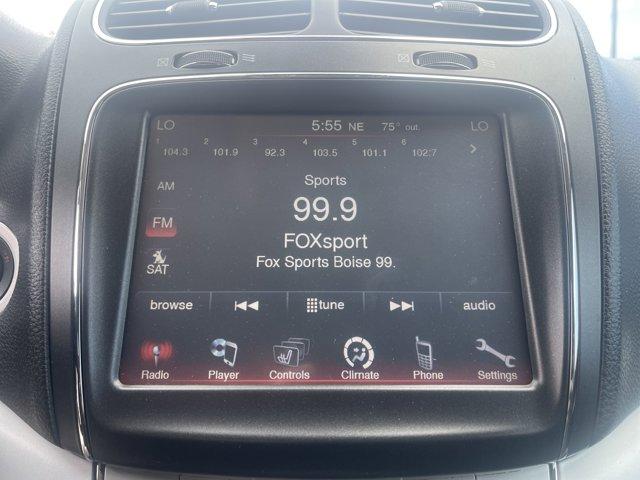 LO 5:55 NE 75° out. LO
1 2 3 4 5 6
104.3 101.9 92.3 103.5 101.1 102.7
AM
Sports
99.9
FM
FOXsport
SAT
Fox Sports Boise 99.
browse tune audio
Radio Player Controls Climate Phone Settings